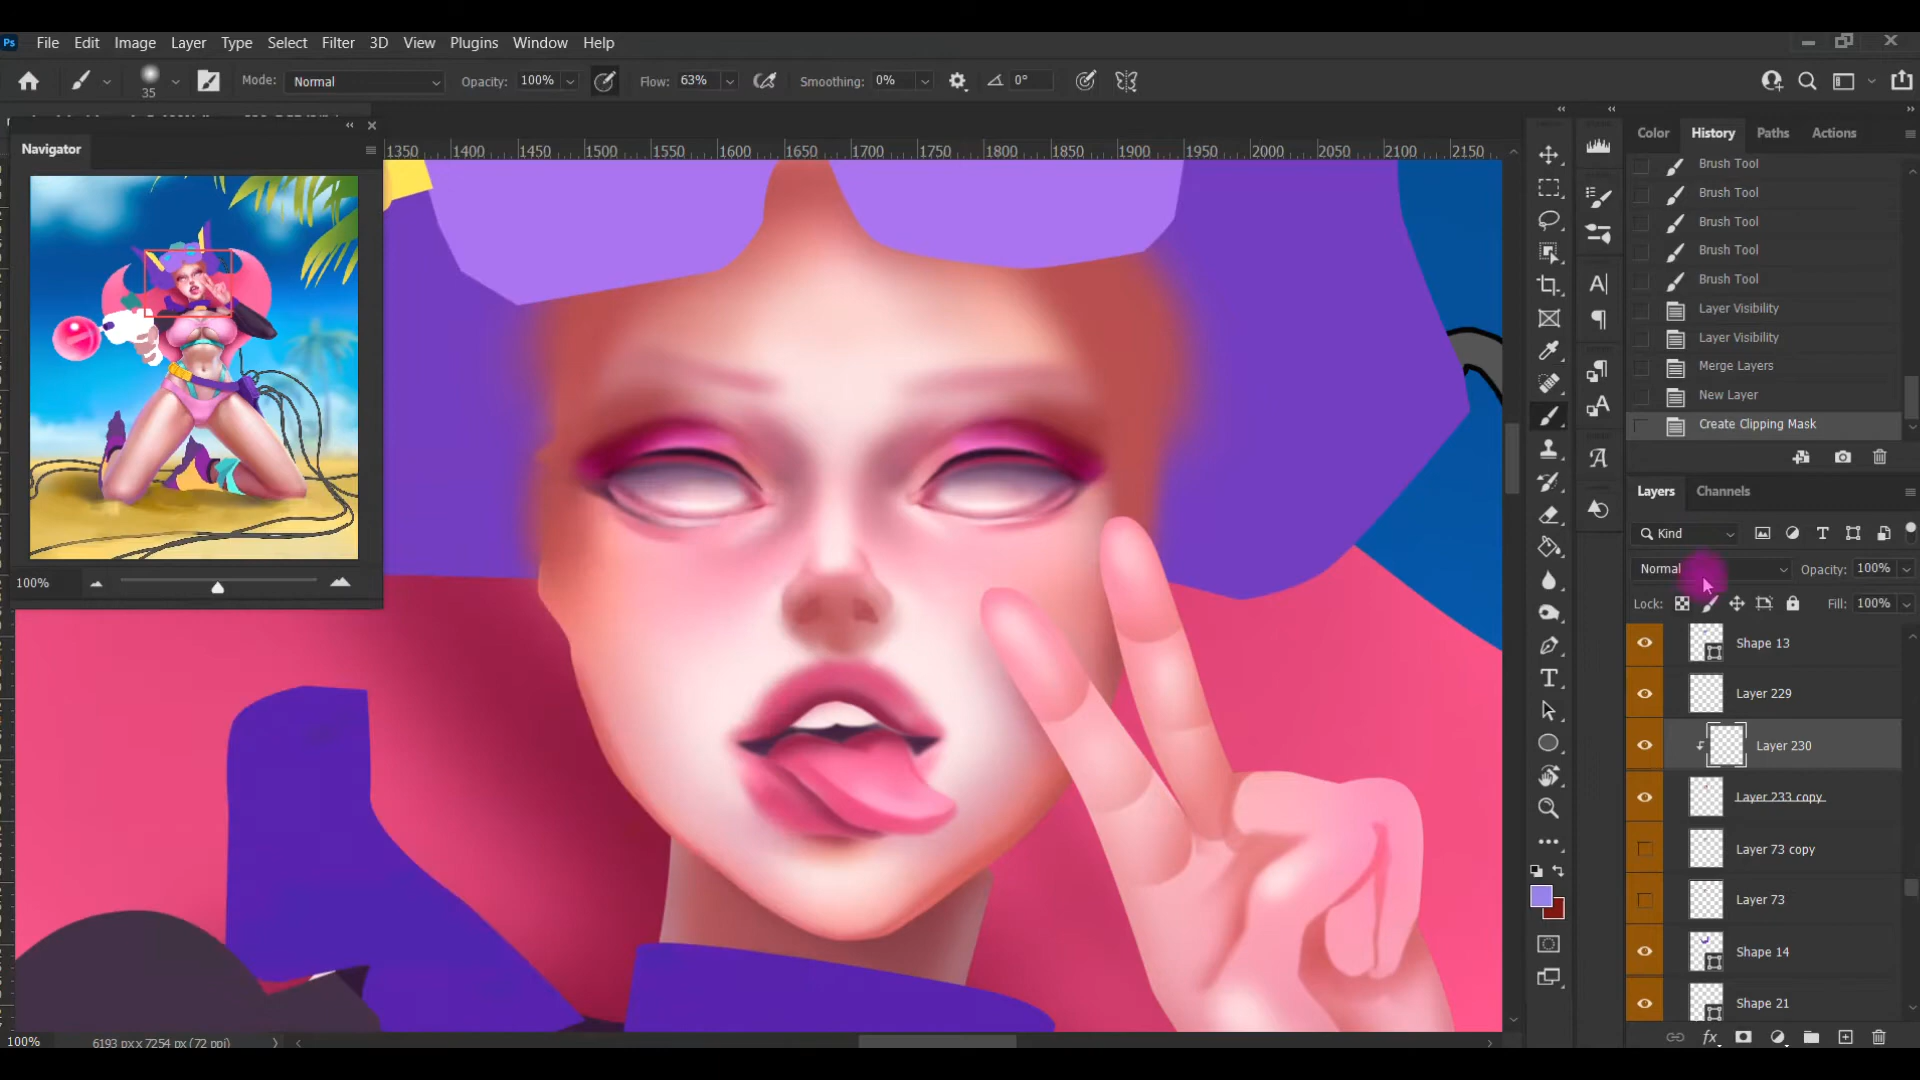 Ps File Edit Image Layer Type Select Filter 3D View Plugins Window Help
35 Mode: Normal Opacity: 100% Flow: 63% Smoothing: 0% 0°
Navigator
1350 1400 1450 1500 1550 1600 1650 1700 1750 1800 1850 1900 1950 2000 2050 2100 2150
100%
Color History Paths Actions
Brush Tool
Brush Tool
Brush Tool
Brush Tool
Brush Tool
Layer Visibility
Layer Visibility
Merge Layers
New Layer
Create Clipping Mask
Layers Channels
Kind
Normal Opacity: 100%
Lock: Fill: 100%
Shape 13
Layer 229
Layer 230
Layer 233 copy
Layer 73 copy
Layer 73
Shape 14
Shape 21
100% 6193 px x 7254 px (72 ppi)